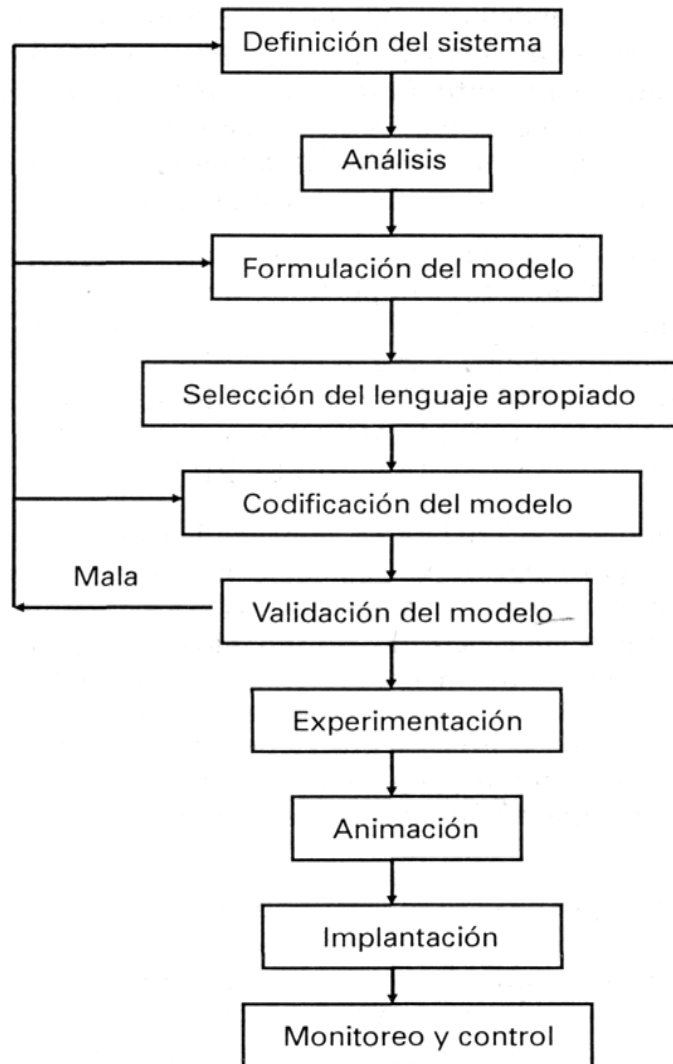 Definición del sistema
Análisis
Formulación del modelo
Selección del lenguaje apropiado
Codificación del modelo
Mala
Validación del modelo
Experimentación
Animación
Implantación
Monitoreo y control